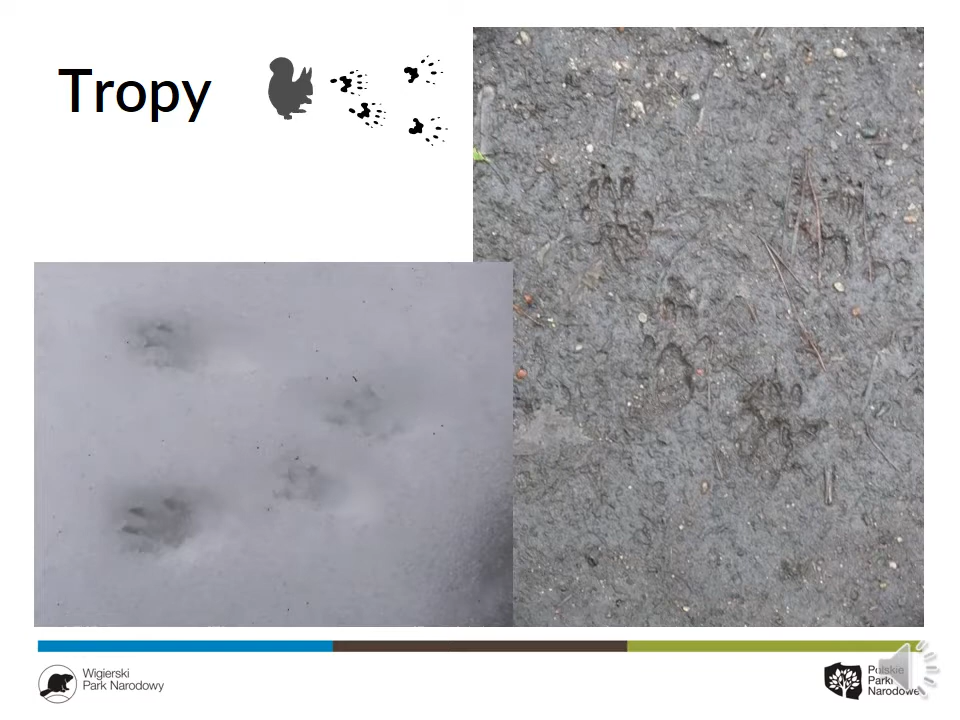 Tropy
Wigierski
Park Narodowy
Polskie
Parki
Narodowe